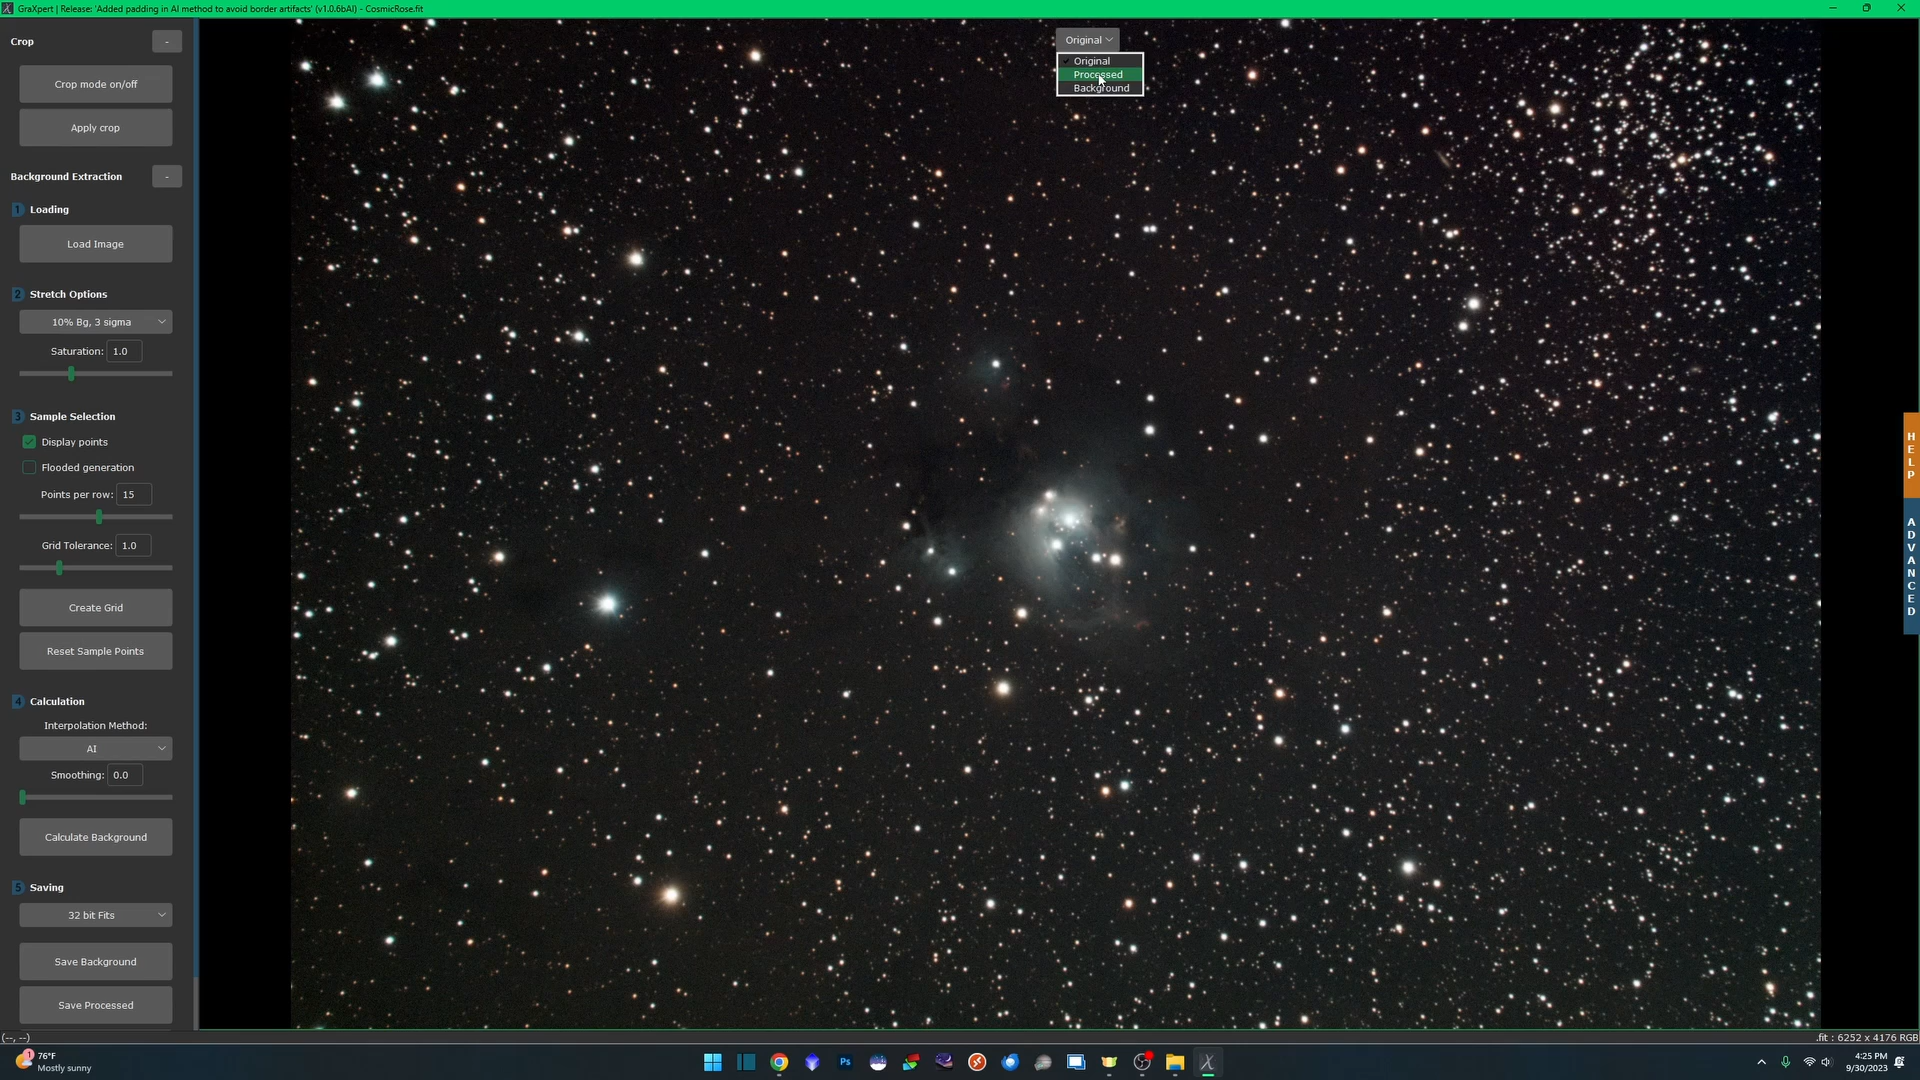 GraXpert | Release: 'Added padding in AI method to avoid border artifacts' (v1.0.6bAI) - CosmicRose.fit
Crop
-
Crop mode on/off
Apply crop
Background Extraction
-
1 Loading
Load Image
2 Stretch Options
10% Bg, 3 sigma
Saturation: 1.0
3 Sample Selection
Display points
Flooded generation
Points per row: 15
Grid Tolerance: 1.0
Create Grid
Reset Sample Points
4 Calculation
Interpolation Method:
AI
Smoothing: 0.0
Calculate Background
5 Saving
32 bit Fits
Save Background
Save Processed
Original
Original
Processed
Background
HELP
ADVANCED
(--, --)
.fit : 6252 x 4176 RGB
1
76°F
Mostly sunny
Ps
4:25 PM
9/30/2023